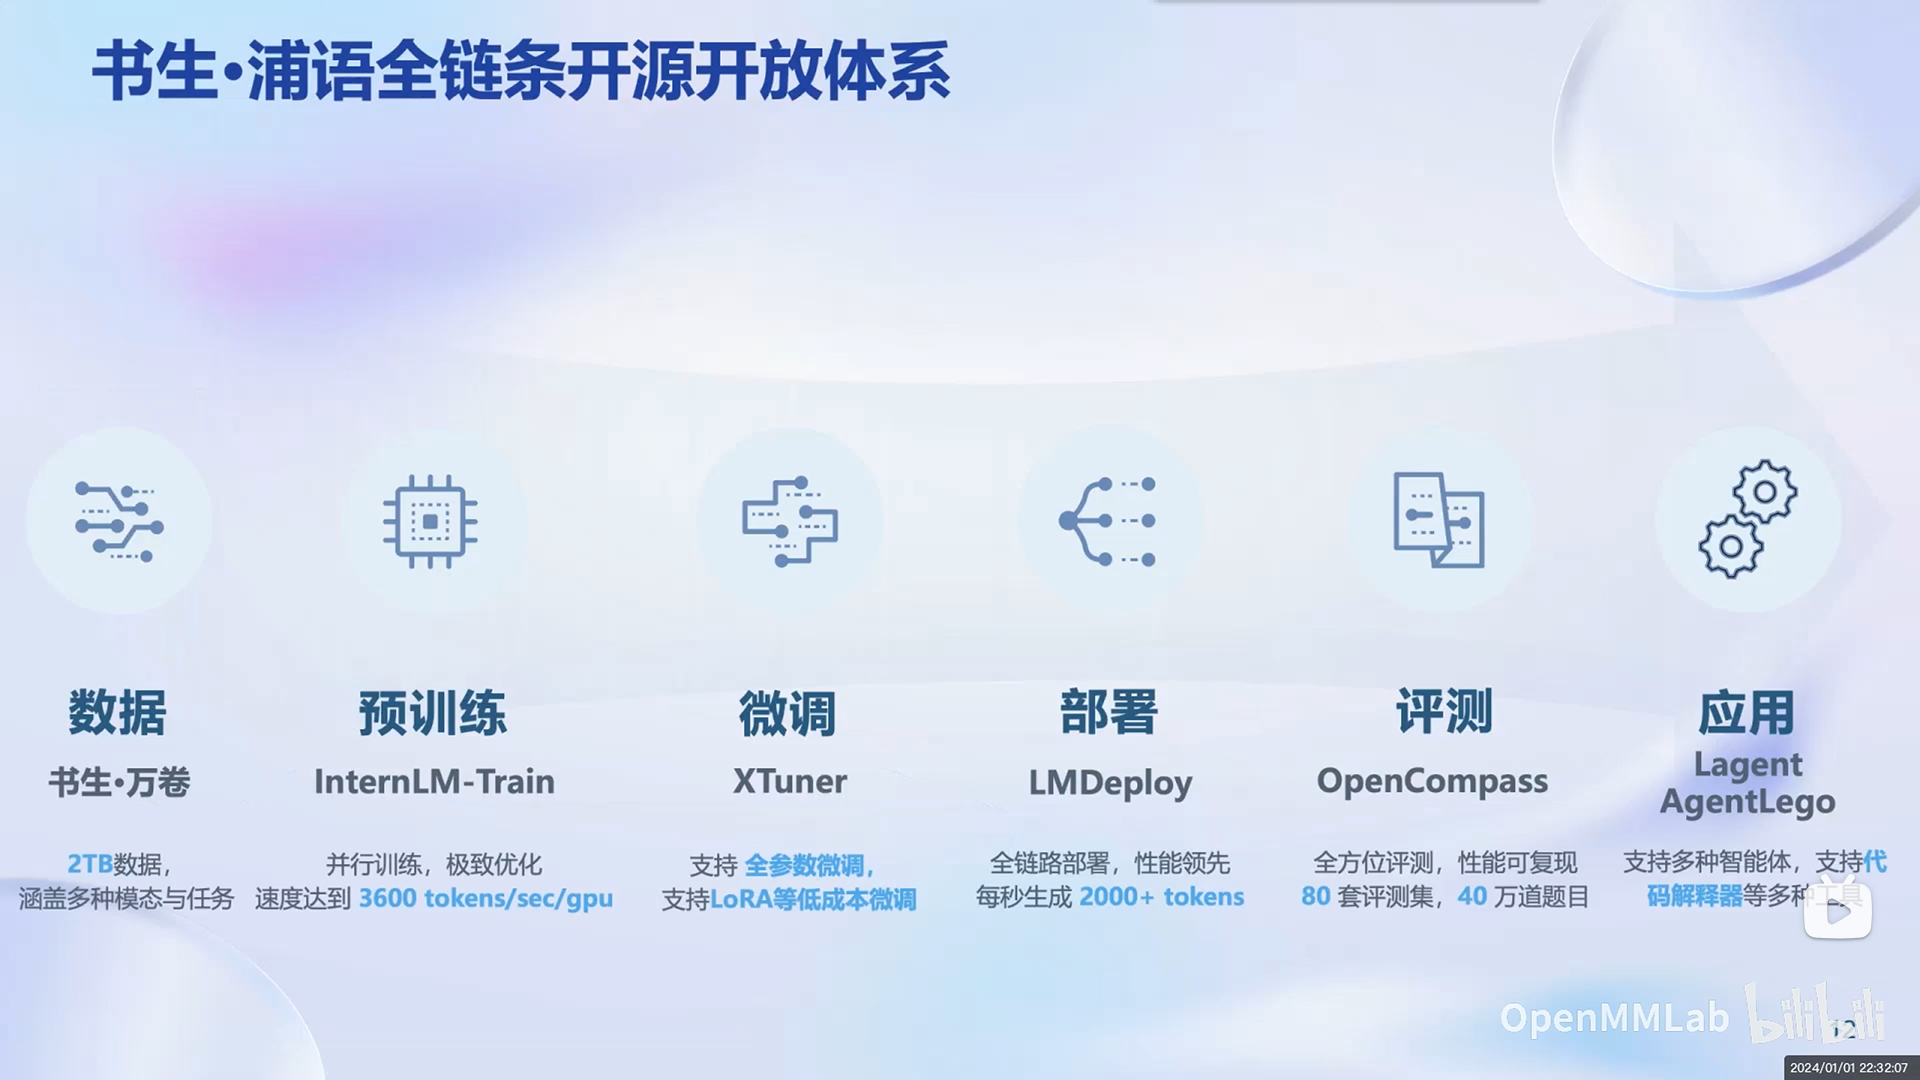 书生·浦语全链条开源开放体系
数据
书生·万卷
2TB数据，
涵盖多种模态与任务
预训练
InternLM-Train
并行训练，极致优化
速度达到 3600 tokens/sec/gpu
微调
XTuner
支持 全参数微调，
支持LoRA等低成本微调
部署
LMDeploy
全链路部署，性能领先
每秒生成 2000+ tokens
评测
OpenCompass
全方位评测，性能可复现
80 套评测集，40 万道题目
应用
Lagent
AgentLego
支持多种智能体，支持代
码解释器等多种工具
OpenMMLab
bilibili
12
2024/01/01 22:32:07